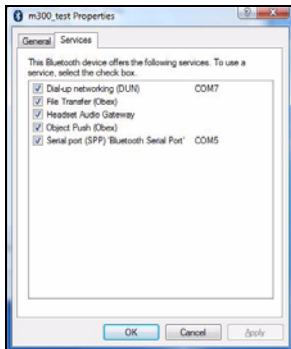 m300_test Properties
General Services
This Bluetooth device offers the following services. To use a
service, select the check box.
Dial-up networking (DUN) COM7
File Transfer (Obex)
Headset Audio Gateway
Object Push (Obex)
Serial port (SPP) 'Bluetooth Serial Port' COM5
OK Cancel Apply